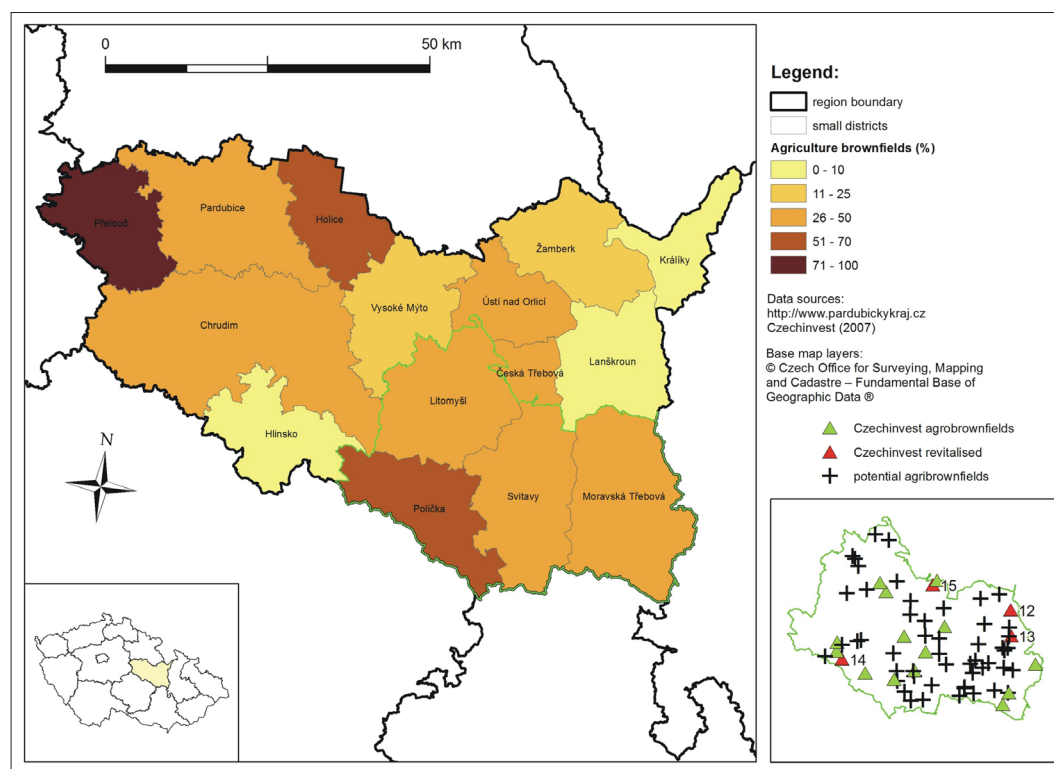 0
50 km
Přelouč
Pardubice
Holice
Žamberk
Králíky
Vysoké Mýto
Ústí nad Orlicí
Chrudim
Lanškroun
Česká Třebová
Litomyšl
Hlinsko
N
Polička
Svitavy
Moravská Třebová
Legend:
region boundary
small districts
Agriculture brownfields (%)
0 - 10
11 - 25
26 - 50
51 - 70
71 - 100
Data sources:
http://www.pardubickykraj.cz
Czechinvest (2007)
Base map layers:
© Czech Office for Surveying, Mapping
and Cadastre – Fundamental Base of
Geographic Data ®
Czechinvest agrobrownfields
Czechinvest revitalised
potential agribrownfields
15
12
13
14